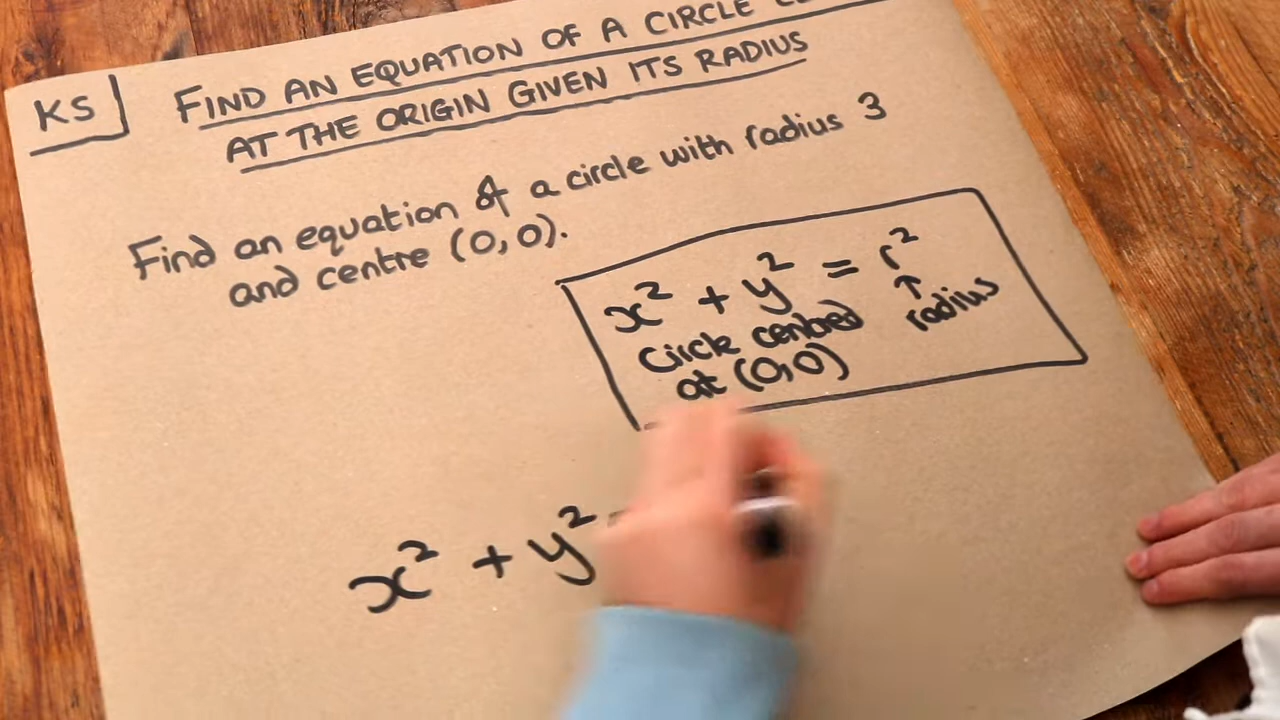 KS
FIND AN EQUATION OF A CIRCLE
AT THE ORIGIN GIVEN ITS RADIUS
Find an equation of a circle with radius 3
and centre (0,0).
x² + y² = r²
↑
Circle centred radius
at (0,0)
x² + y²